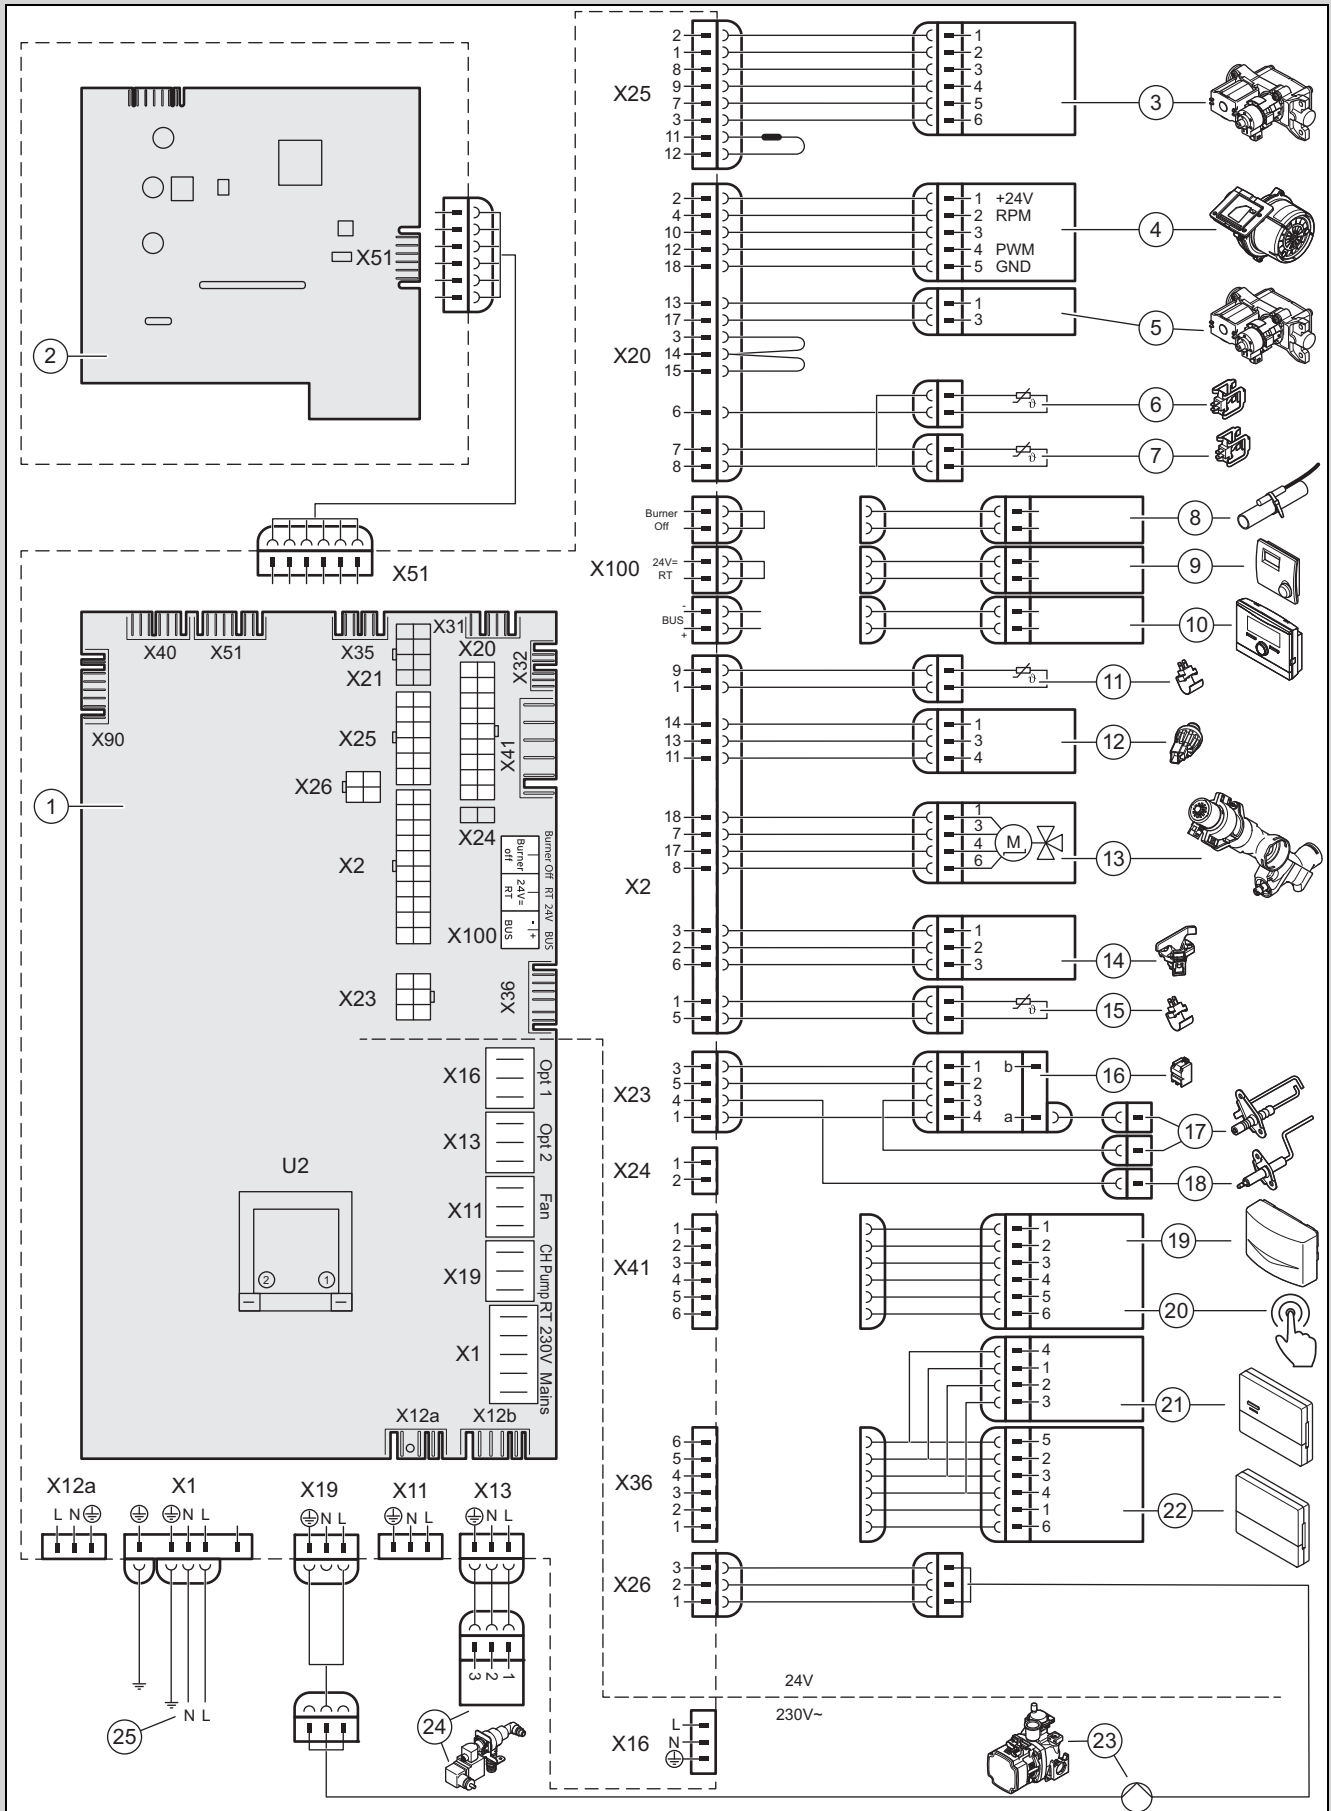 X51
2
X51
X40
X51
X35
X31
X20
X32
X21
X90
X25
X41
X26
1
X24
X2
Burner off
24V= RT
BUS - +
Burner Off RT 24V BUS
X100
X23
X36
X16
Opt 1
X13
Opt 2
U2
X11
Fan
2
1
X19
CH Pump
X1
RT 230V Mains
X12a
X12b
X12a
L N
X1
N L
X19
N L
X11
N L
X13
N L
3 2 1
N L
25
24
X25
2 1
1 2
8 3
9 4
7 5
3 6
11
12
3
X20
2 1 +24V
4 2 RPM
10 3
12 4 PWM
18 5 GND
4
13 1
17 3
5
3
14
15
6
6
ϑ
7
8
7
ϑ
X100
Burner
Off
8
24V=
RT
9
-
BUS
+
10
X2
9
1
ϑ
11
14 1
13 3
11 4
12
18 1
7 3
17 4
8 6
M
13
3 1
2 2
6 3
14
1
5
ϑ
15
X23
3 1 b
5 2
4 3
1 4 a
16
17
X24
1
2
18
X41
1 1
2 2
3 3
4 4
5 5
6 6
19
20
4
1
2
3
21
X36
6 5
5 2
4 3
3 4
2 1
1 6
22
X26
3
2
1
24V
230V~
X16
L
N
23